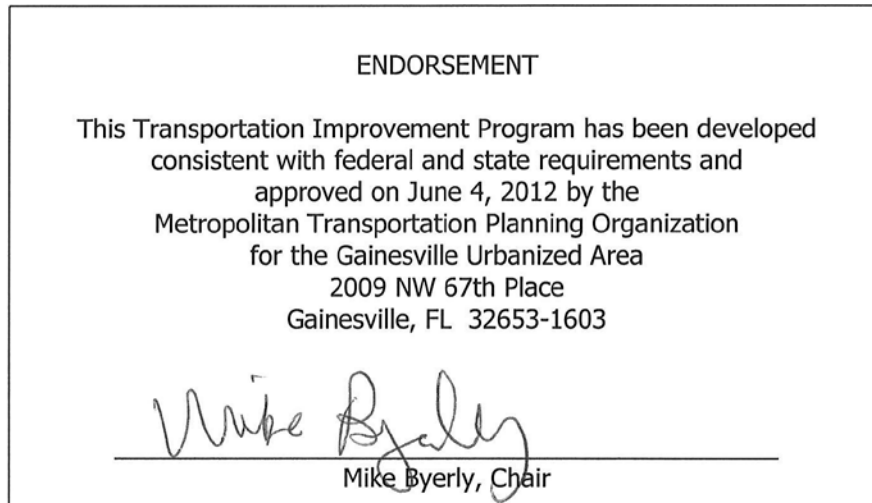 ENDORSEMENT
This Transportation Improvement Program has been developed
consistent with federal and state requirements and
approved on June 4, 2012 by the
Metropolitan Transportation Planning Organization
for the Gainesville Urbanized Area
2009 NW 67th Place
Gainesville, FL 32653-1603
Mike Byerly
Mike Byerly, Chair